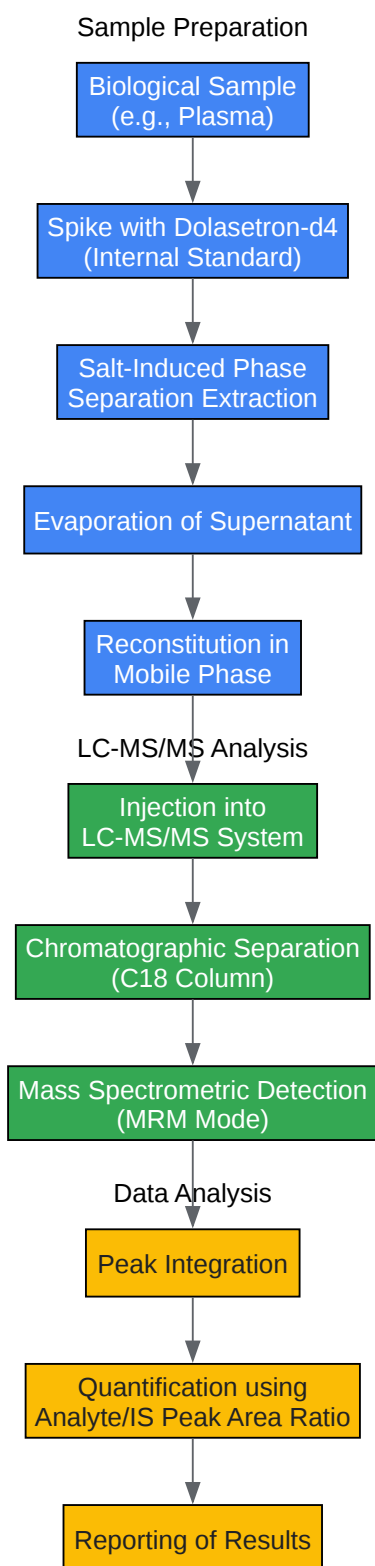 Sample Preparation
Biological Sample
(e.g., Plasma)
Spike with Dolasetron-d4
(Internal Standard)
Salt-Induced Phase
Separation Extraction
Evaporation of Supernatant
Reconstitution in
Mobile Phase
LC-MS/MS Analysis
Injection into
LC-MS/MS System
Chromatographic Separation
(C18 Column)
Mass Spectrometric Detection
(MRM Mode)
Data Analysis
Peak Integration
Quantification using
Analyte/IS Peak Area Ratio
Reporting of Results